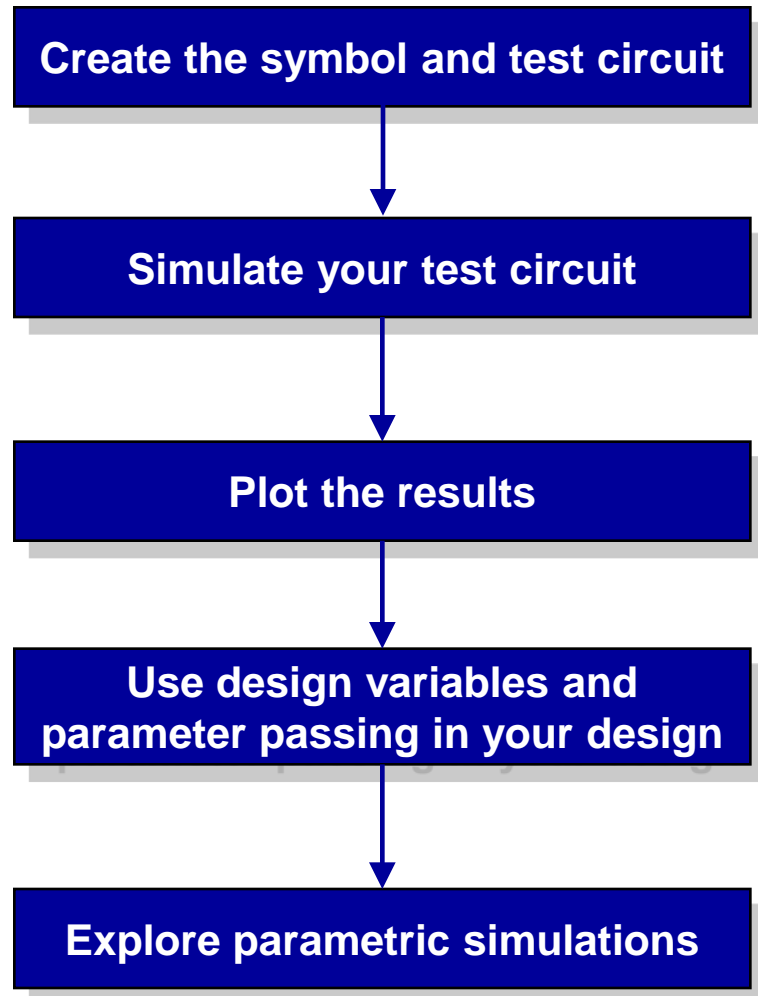 Create the symbol and test circuit
Simulate your test circuit
Plot the results
Use design variables and
parameter passing in your design
Explore parametric simulations